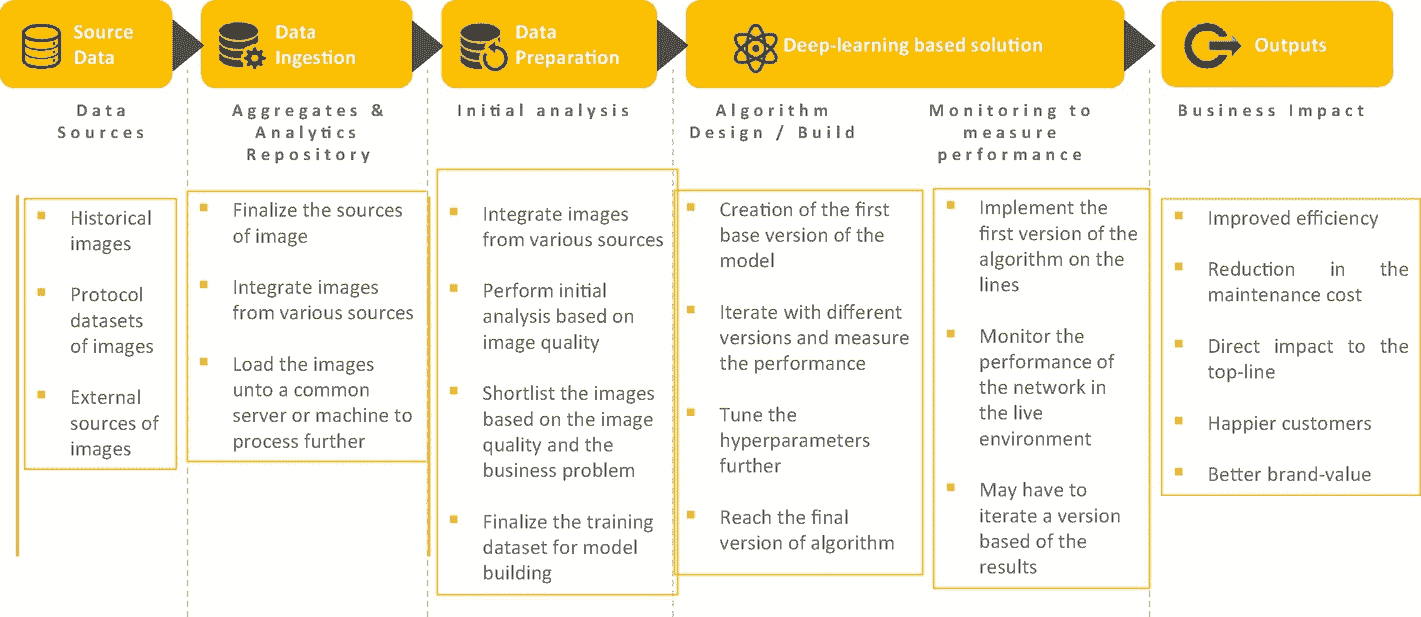 Source
Data
Data
Ingestion
Data
Preparation
Deep-learning based solution
Outputs
Data
Sources
Aggregates &
Analytics
Repository
Initial analysis
Algorithm
Design / Build
Monitoring to
measure
performance
Business Impact
Historical
images
Protocol
datasets
of images
External
sources of
images
Finalize the sources
of image
Integrate images
from various sources
Load the images
unto a common
server or machine to
process further
Integrate images
from various sources
Perform initial
analysis based on
image quality
Shortlist the images
based on the image
quality and the
business problem
Finalize the training
dataset for model
building
Creation of the first
base version of the
model
Iterate with different
versions and measure
the performance
Tune the
hyperparameters
further
Reach the final
version of algorithm
Implement the
first version of the
algorithm on the
lines
Monitor the
performance of
the network in
the live
environment
May have to
iterate a version
based of the
results
Improved efficiency
Reduction in the
maintenance cost
Direct impact to the
top-line
Happier customers
Better brand-value